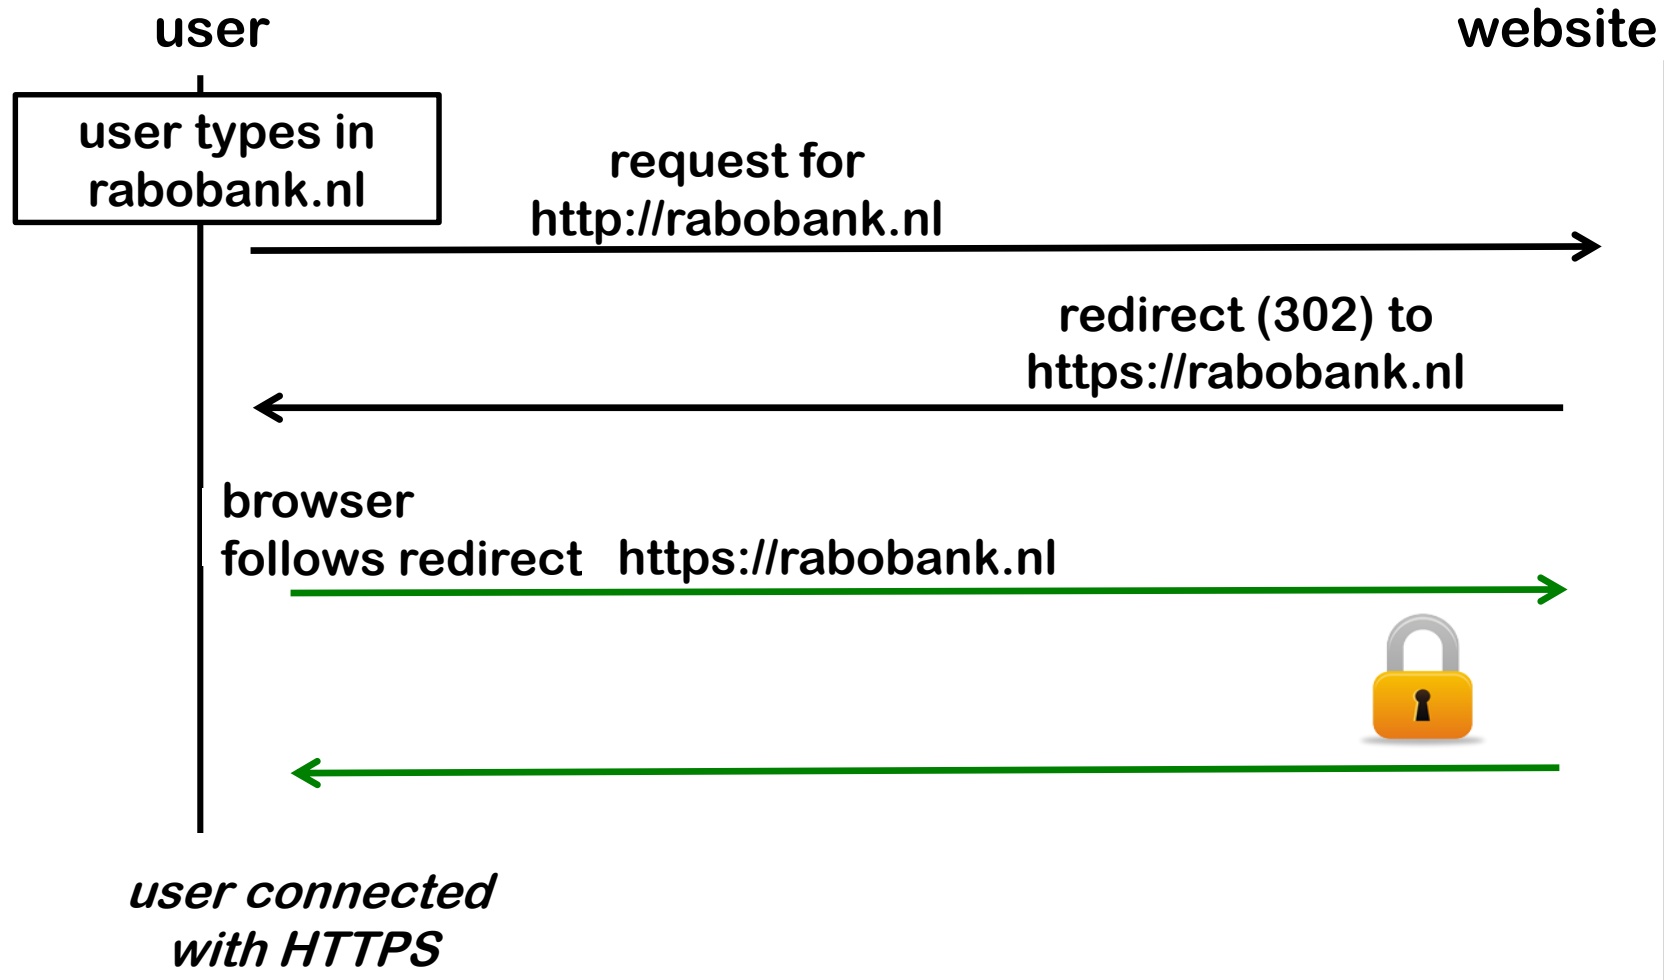 user
website
user types in
rabobank.nl
request for
http://rabobank.nl
redirect (302) to
https://rabobank.nl
browser
follows redirect
https://rabobank.nl
user connected
with HTTPS